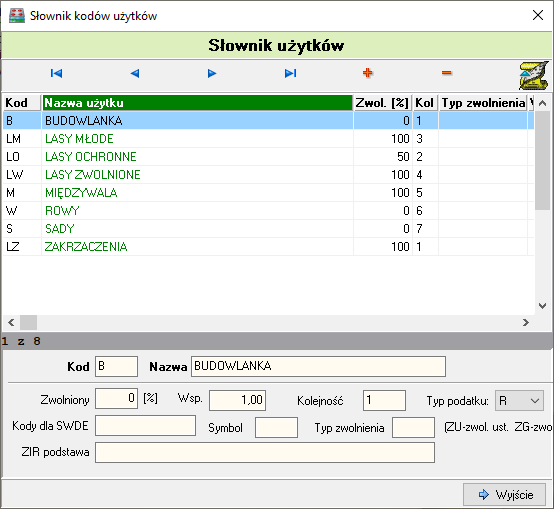 Słownik kodów użytków
Słownik użytków
Kod Nazwa użytku Zwol. [%] Kol Typ zwolnienia
B BUDOWLANKA 0 1
LM LASY MŁODE 100 3
LO LASY OCHRONNE 50 2
LW LASY ZWOLNIONE 100 4
M MIĘDZYWALA 100 5
W ROWY 0 6
S SADY 0 7
LZ ZAKRZACZENIA 100 1
1 z 8
Kod B Nazwa BUDOWLANKA
Zwolniony 0 [%] Wsp. 1,00 Kolejność 1 Typ podatku: R
Kody dla SWDE Symbol Typ zwolnienia (ZU-zwol. ust. ZG-zwo
ZIR podstawa
Wyjście